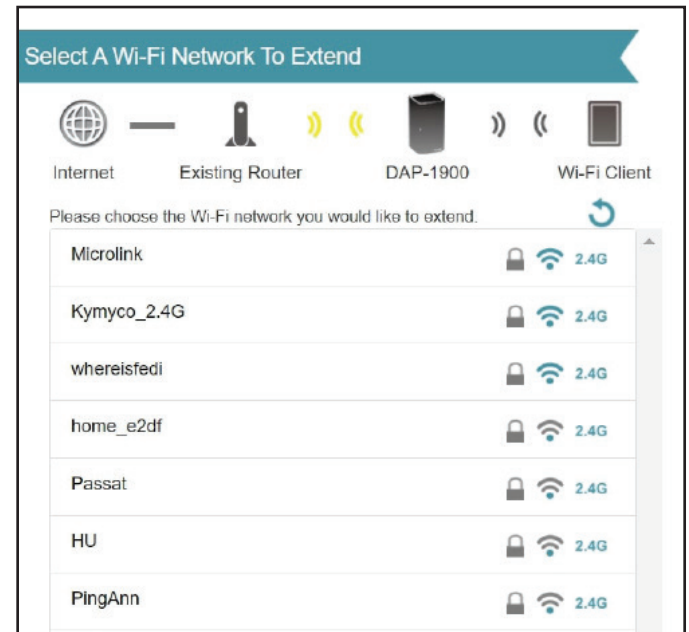 Select A Wi-Fi Network To Extend
Internet Existing Router DAP-1900 Wi-Fi Client
Please choose the Wi-Fi network you would like to extend.
Microlink 2.4G
Kymyco_2.4G 2.4G
whereisfedi 2.4G
home_e2df 2.4G
Passat 2.4G
HU 2.4G
PingAnn 2.4G